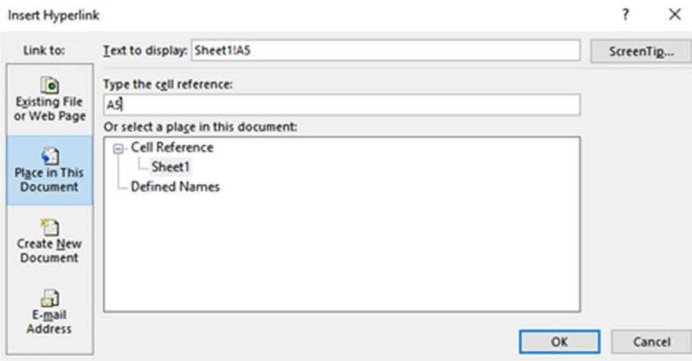 Insert Hyperlink ? ×
Link to:
Text to display: Sheet1!A5
ScreenTip...
Existing File
or Web Page
Place in This
Document
Create New
Document
E-mail
Address
Type the cell reference:
A5
Or select a place in this document:
Cell Reference
Sheet1
Defined Names
OK
Cancel